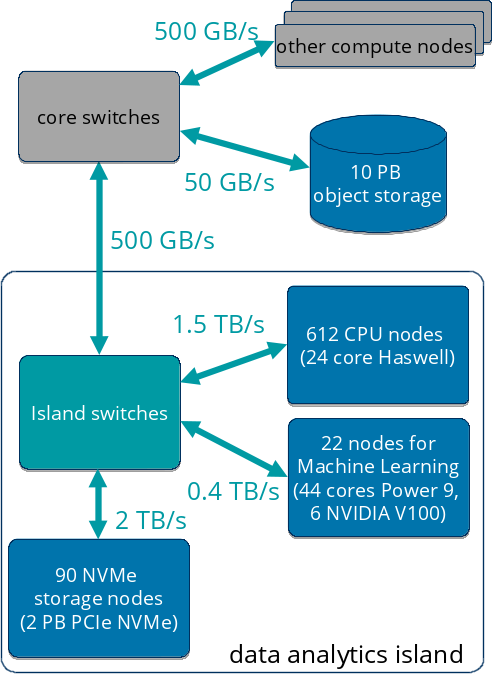 500 GB/s
other compute nodes
core switches
50 GB/s
10 PB
object storage
500 GB/s
1.5 TB/s
612 CPU nodes
(24 core Haswell)
Island switches
22 nodes for
Machine Learning
(44 cores Power 9,
6 NVIDIA V100)
0.4 TB/s
2 TB/s
90 NVMe
storage nodes
(2 PB PCIe NVMe)
data analytics island